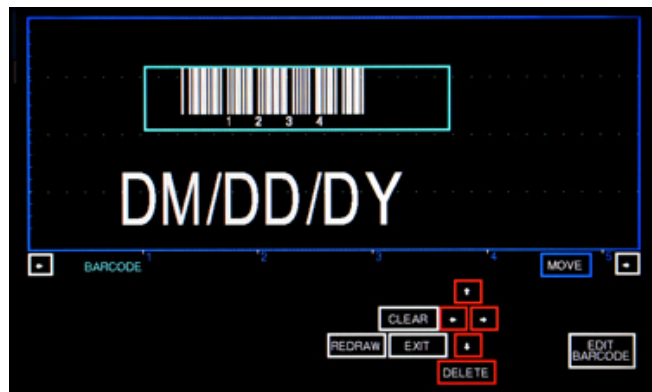 1 2 3 4
DM/DD/DY
1 2 3 4 5
BARCODE MOVE
CLEAR
REDRAW EXIT
DELETE
EDIT
BARCODE